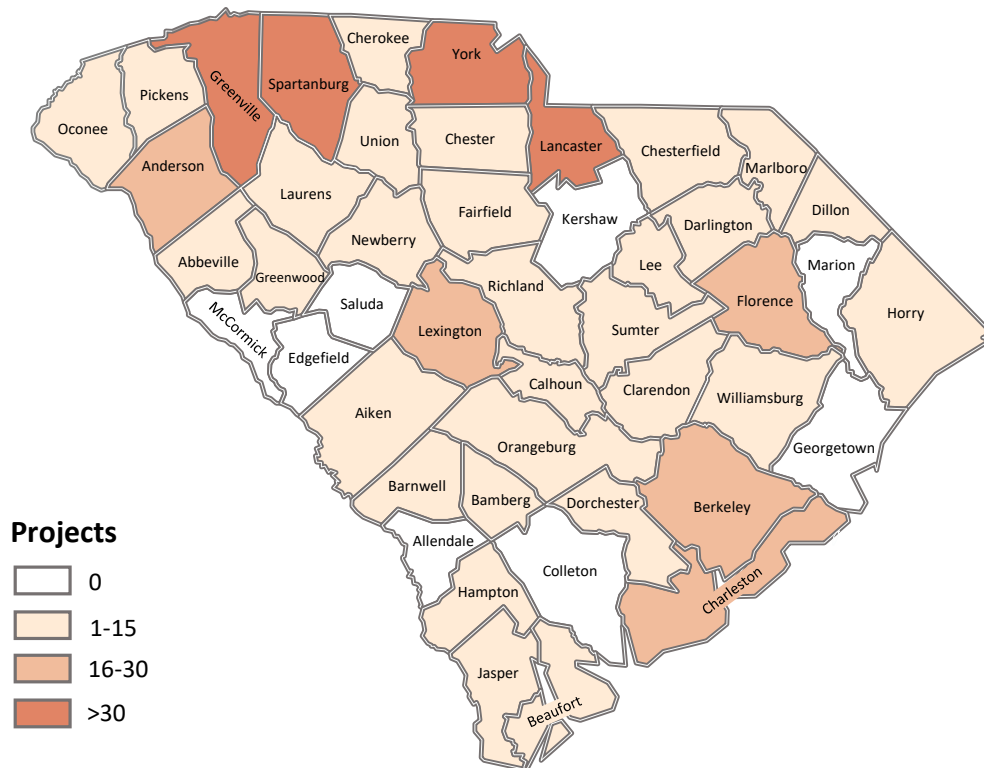 Cherokee
York
Greenville
Spartanburg
Pickens
Oconee
Union
Chester
Lancaster
Chesterfield
Marlboro
Anderson
Laurens
Fairfield
Kershaw
Darlington
Dillon
Abbeville
Greenwood
Newberry
Richland
Lee
Marion
Saluda
Florence
Horry
McCormick
Edgefield
Lexington
Sumter
Aiken
Calhoun
Clarendon
Williamsburg
Orangeburg
Georgetown
Barnwell
Bamberg
Dorchester
Berkeley
Allendale
Colleton
Charleston
Hampton
Jasper
Beaufort
Projects
0
1-15
16-30
>30